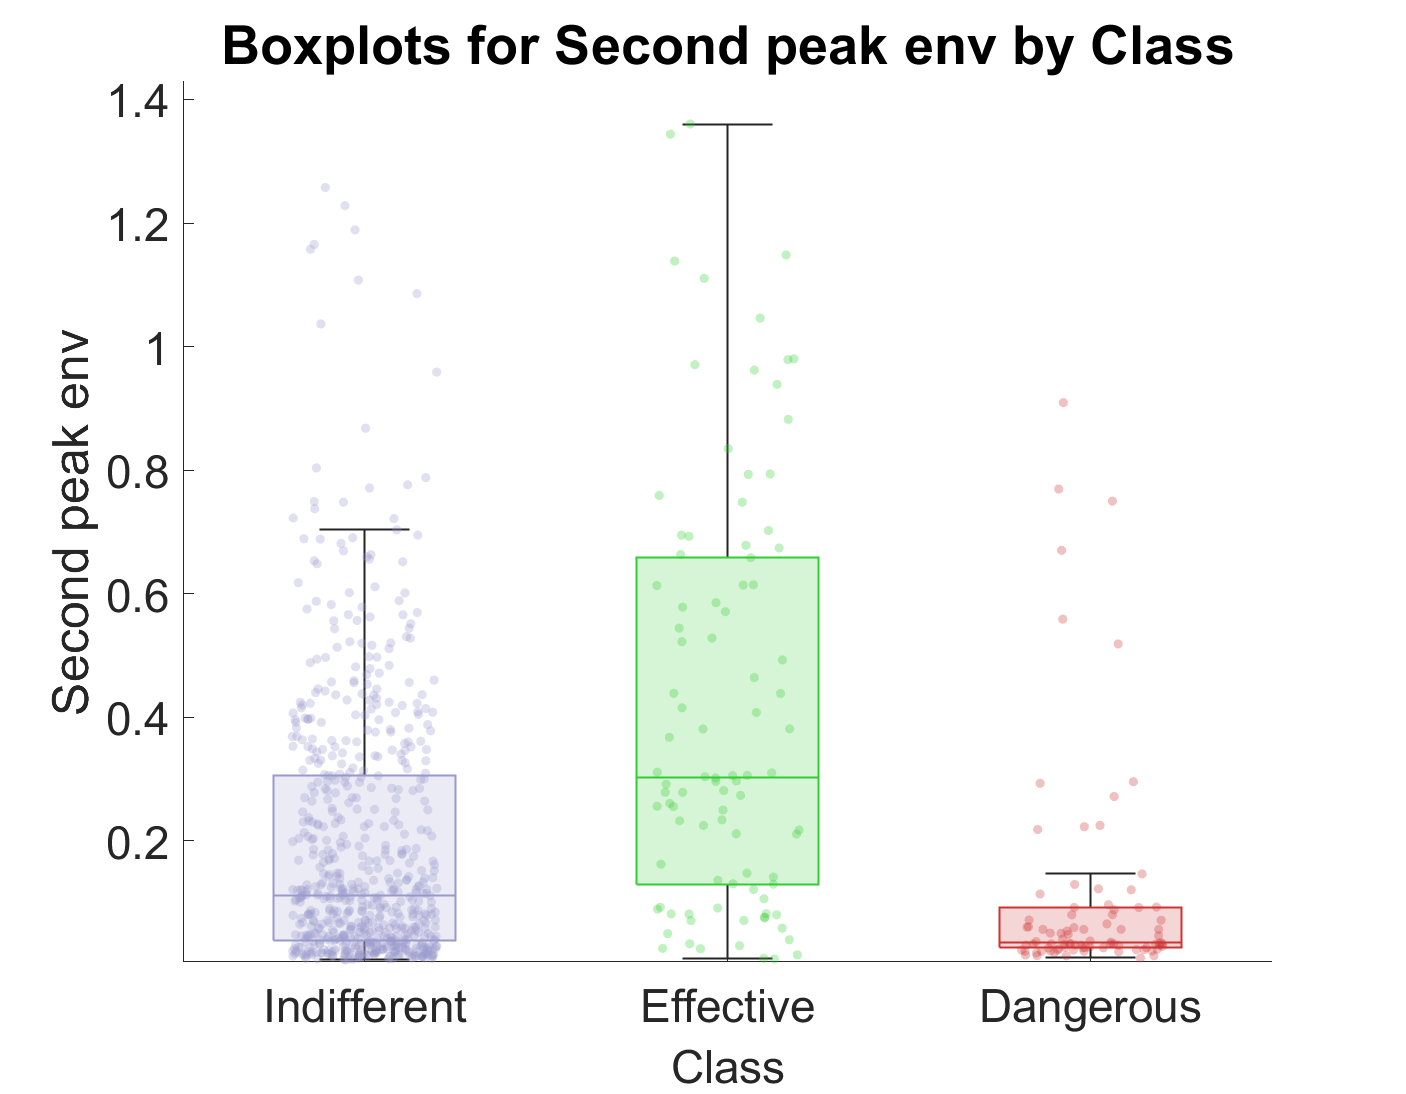 Boxplots for Second peak env by Class
1.4
1.2
1
0.8
0.6
0.4
0.2
Second peak env
Indifferent Effective Dangerous
Class